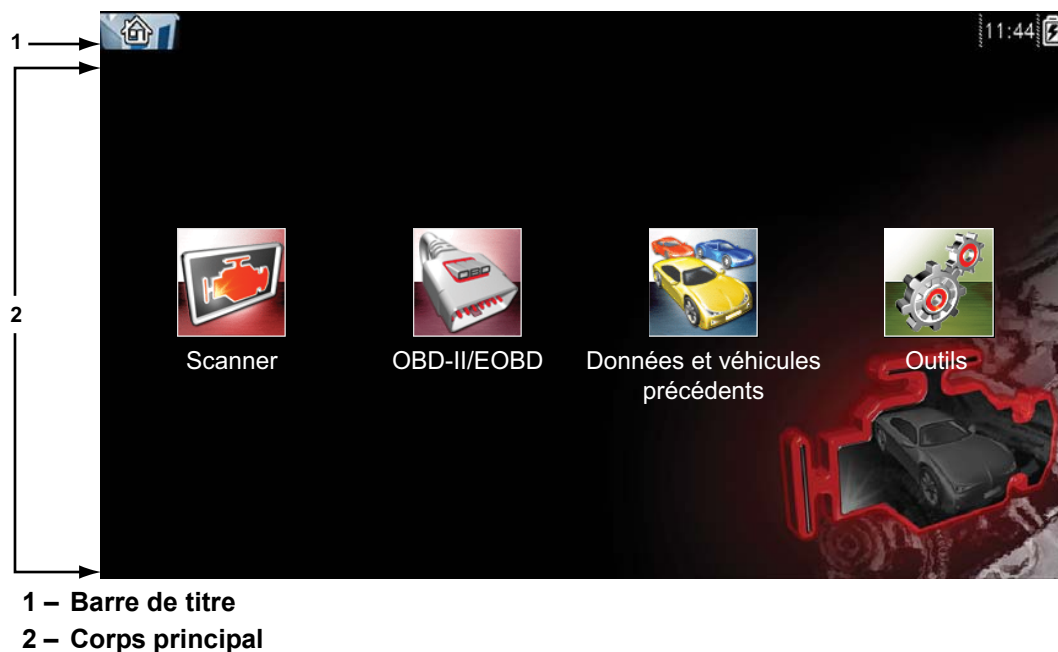 1
11:44
2
Scanner
OBD-II/EOBD
Données et véhicules
précédents
Outils
1 – Barre de titre
2 – Corps principal